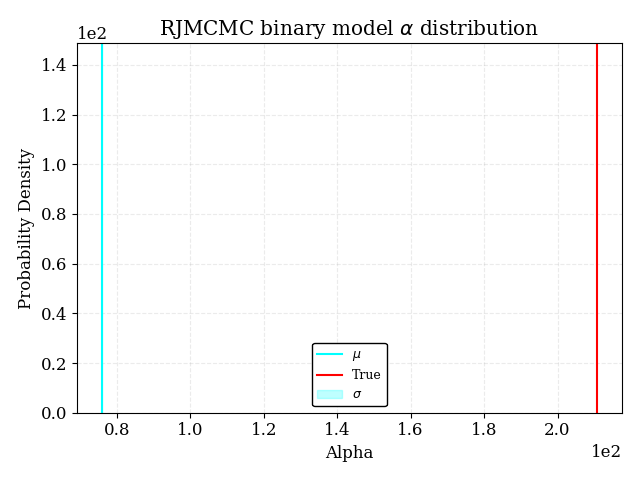 RJMCMC binary model α distribution
1e2
1.4
1.2
1.0
0.8
0.6
0.4
0.2
0.0
Probability Density
μ
True
σ
0.8 1.0 1.2 1.4 1.6 1.8 2.0
Alpha
1e2